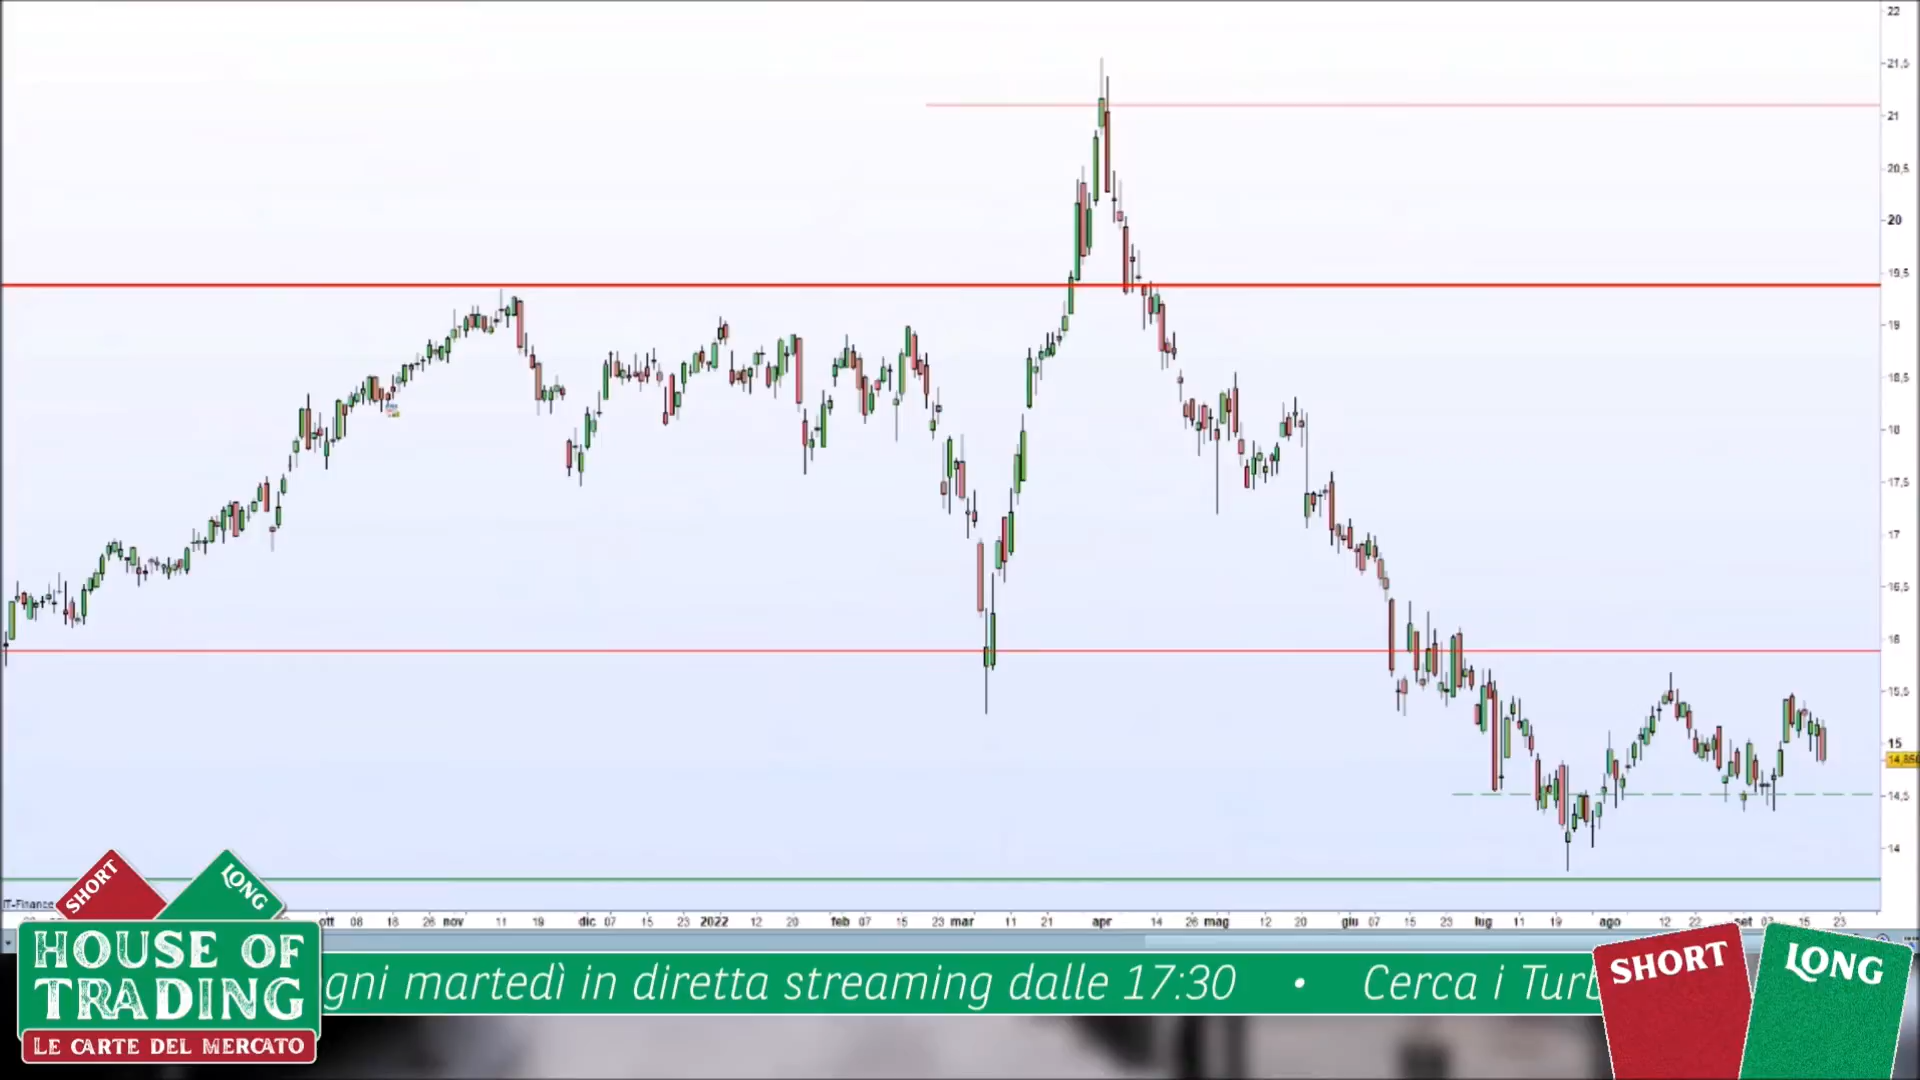 22
21,5
21
20,5
20
19,5
19
18,5
18
17,5
17
16,5
16
15,5
15
14,5
14
IT-Finance
ott 08 18 26 nov 11 19 dic 07 15 23 2022 12 20 feb 07 15 23 mar 11 21 apr 14 26 mag 12 20 giu 07 15 23 lug 11 19 ago 12 22 set 15 23
SHORT
LONG
HOUSE OF
TRADING
LE CARTE DEL MERCATO
gni martedì in diretta streaming dalle 17:30 • Cerca i Turb
SHORT
LONG